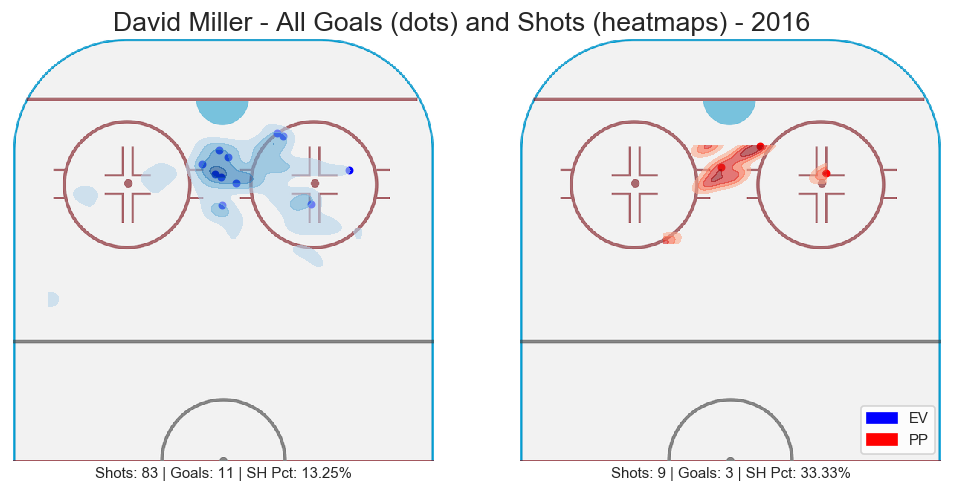 David Miller - All Goals (dots) and Shots (heatmaps) - 2016
EV
PP
Shots: 83 | Goals: 11 | SH Pct: 13.25%
Shots: 9 | Goals: 3 | SH Pct: 33.33%